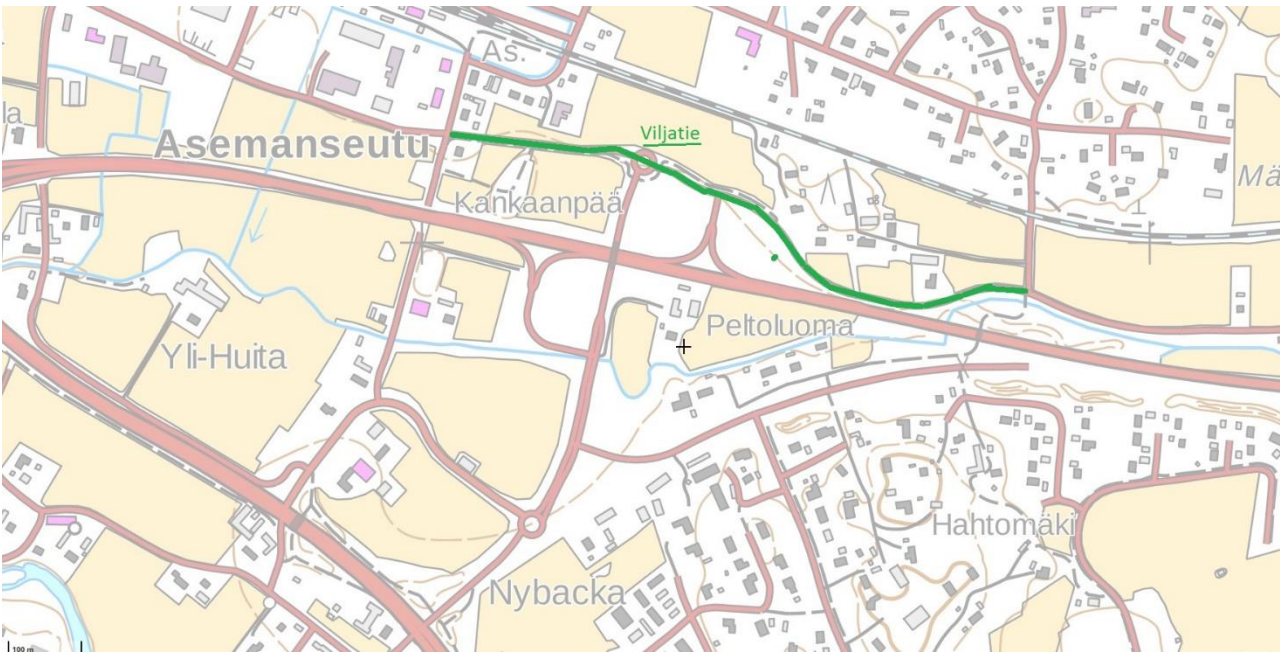 As.
la
Viljatie
Asemanseutu
Mä
Kankaanpää
Peltoluoma
Yli-Huita
Hahtomäki
Nybacka
100 m